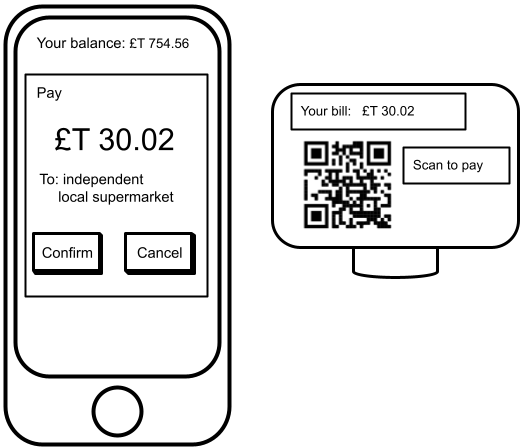 Your balance: £T 754.56
Pay
£T 30.02
To: independent
local supermarket
Confirm
Cancel
Your bill: £T 30.02
Scan to pay